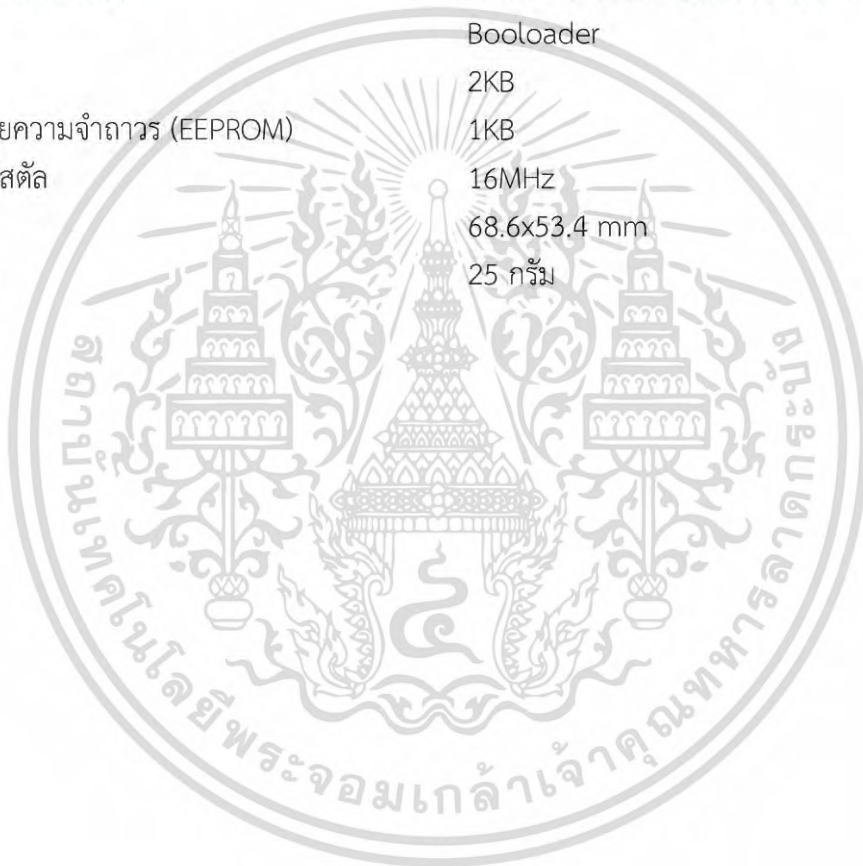 Booloader
2KB
ยความจำถาวร (EEPROM) 1KB
สตัล 16MHz
68.6x53.4 mm
25 กรัม
สถาบันเทคโนโลยีพระจอมเกล้าเจ้าคุณทหารลาดกระบัง